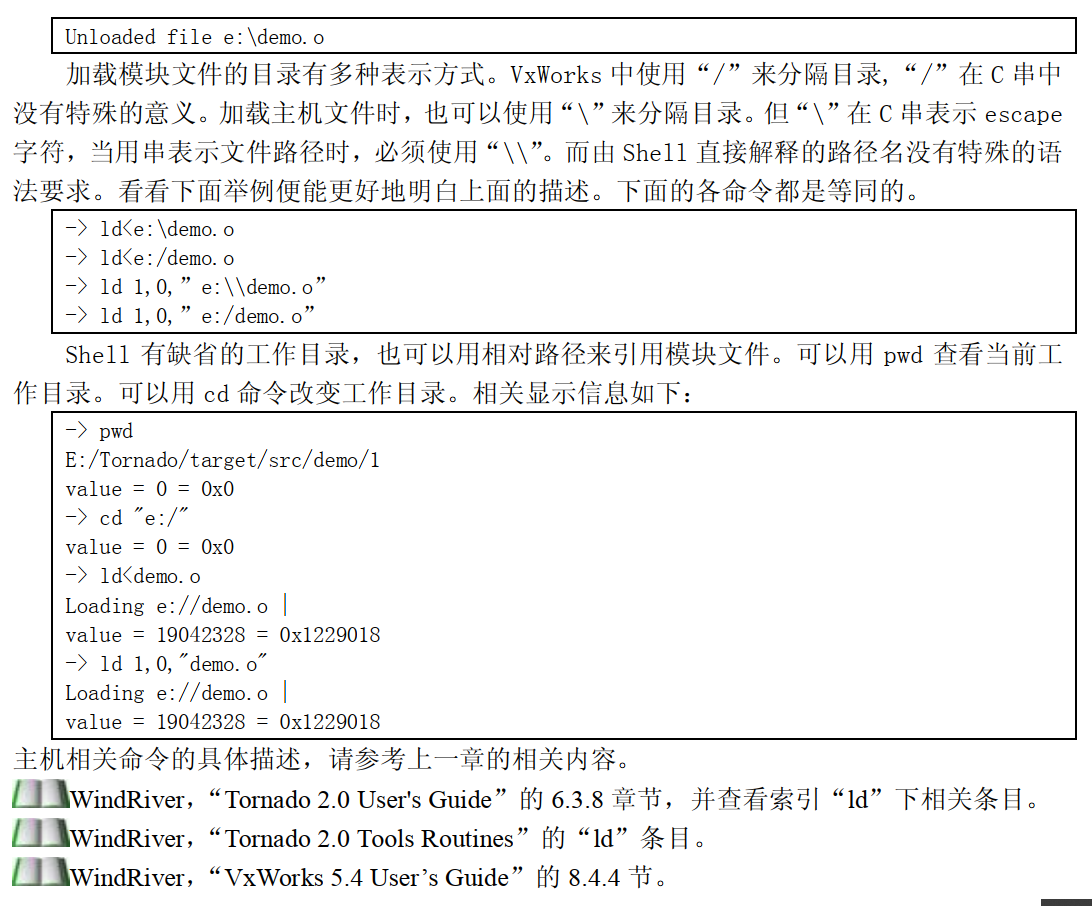 Unloaded file e:\demo.o
加载模块文件的目录有多种表示方式。VxWorks 中使用“/”来分隔目录,“/”在 C 串中
没有特殊的意义。加载主机文件时，也可以使用“\”来分隔目录。但“\”在 C 串表示 escape
字符，当用串表示文件路径时，必须使用“\\”。而由 Shell 直接解释的路径名没有特殊的语
法要求。看看下面举例便能更好地明白上面的描述。下面的各命令都是等同的。
-> ld<e:\demo.o
-> ld<e:/demo.o
-> ld 1,0,” e:\\demo.o”
-> ld 1,0,” e:/demo.o”
Shell 有缺省的工作目录，也可以用相对路径来引用模块文件。可以用 pwd 查看当前工
作目录。可以用 cd 命令改变工作目录。相关显示信息如下：
-> pwd
E:/Tornado/target/src/demo/1
value = 0 = 0x0
-> cd "e:/"
value = 0 = 0x0
-> ld<demo.o
Loading e://demo.o |
value = 19042328 = 0x1229018
-> ld 1,0,"demo.o"
Loading e://demo.o |
value = 19042328 = 0x1229018
主机相关命令的具体描述，请参考上一章的相关内容。
WindRiver，“Tornado 2.0 User's Guide”的 6.3.8 章节，并查看索引“ld”下相关条目。
WindRiver，“Tornado 2.0 Tools Routines”的“ld”条目。
WindRiver，“VxWorks 5.4 User’s Guide”的 8.4.4 节。